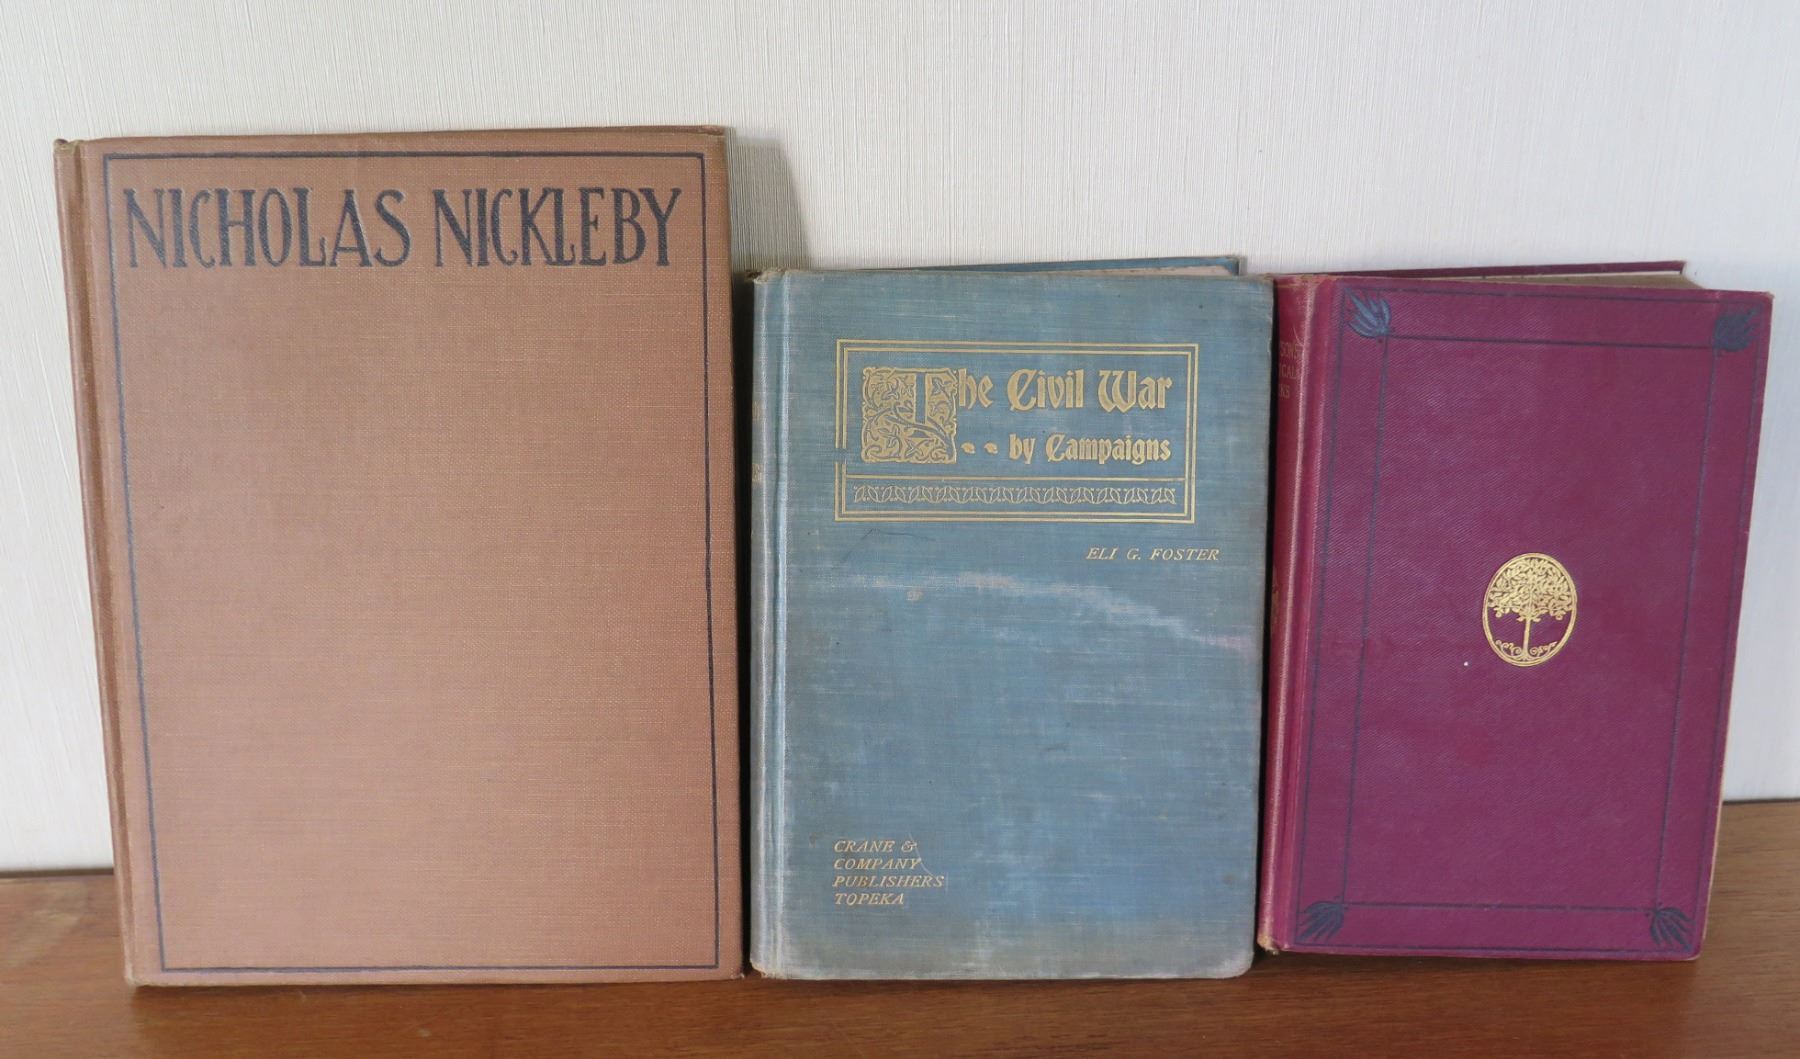 NICHOLAS NICKLEBY
The Civil War
by Campaigns
ELI G. FOSTER
CRANE &
COMPANY
PUBLISHERS
TOPEKA